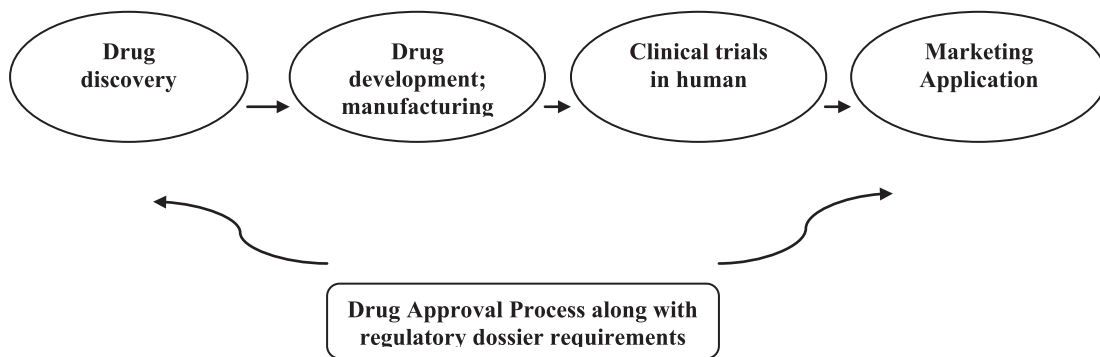 Drug
discovery
Drug
development;
manufacturing
Clinical trials
in human
Marketing
Application
Drug Approval Process along with
regulatory dossier requirements